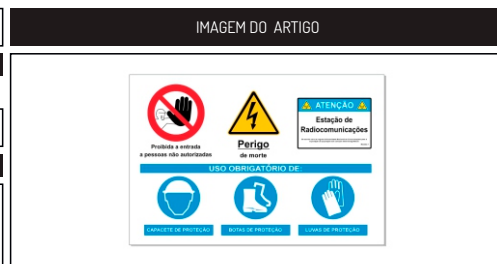 IMAGEM DO ARTIGO
Proibida a entrada
a pessoas não autorizadas
Perigo
de morte
ATENÇÃO
Estação de
Radiocomunicações
USO OBRIGATÓRIO DE:
CAPACETE DE PROTEÇÃO
BOTAS DE PROTEÇÃO
LUVAS DE PROTEÇÃO